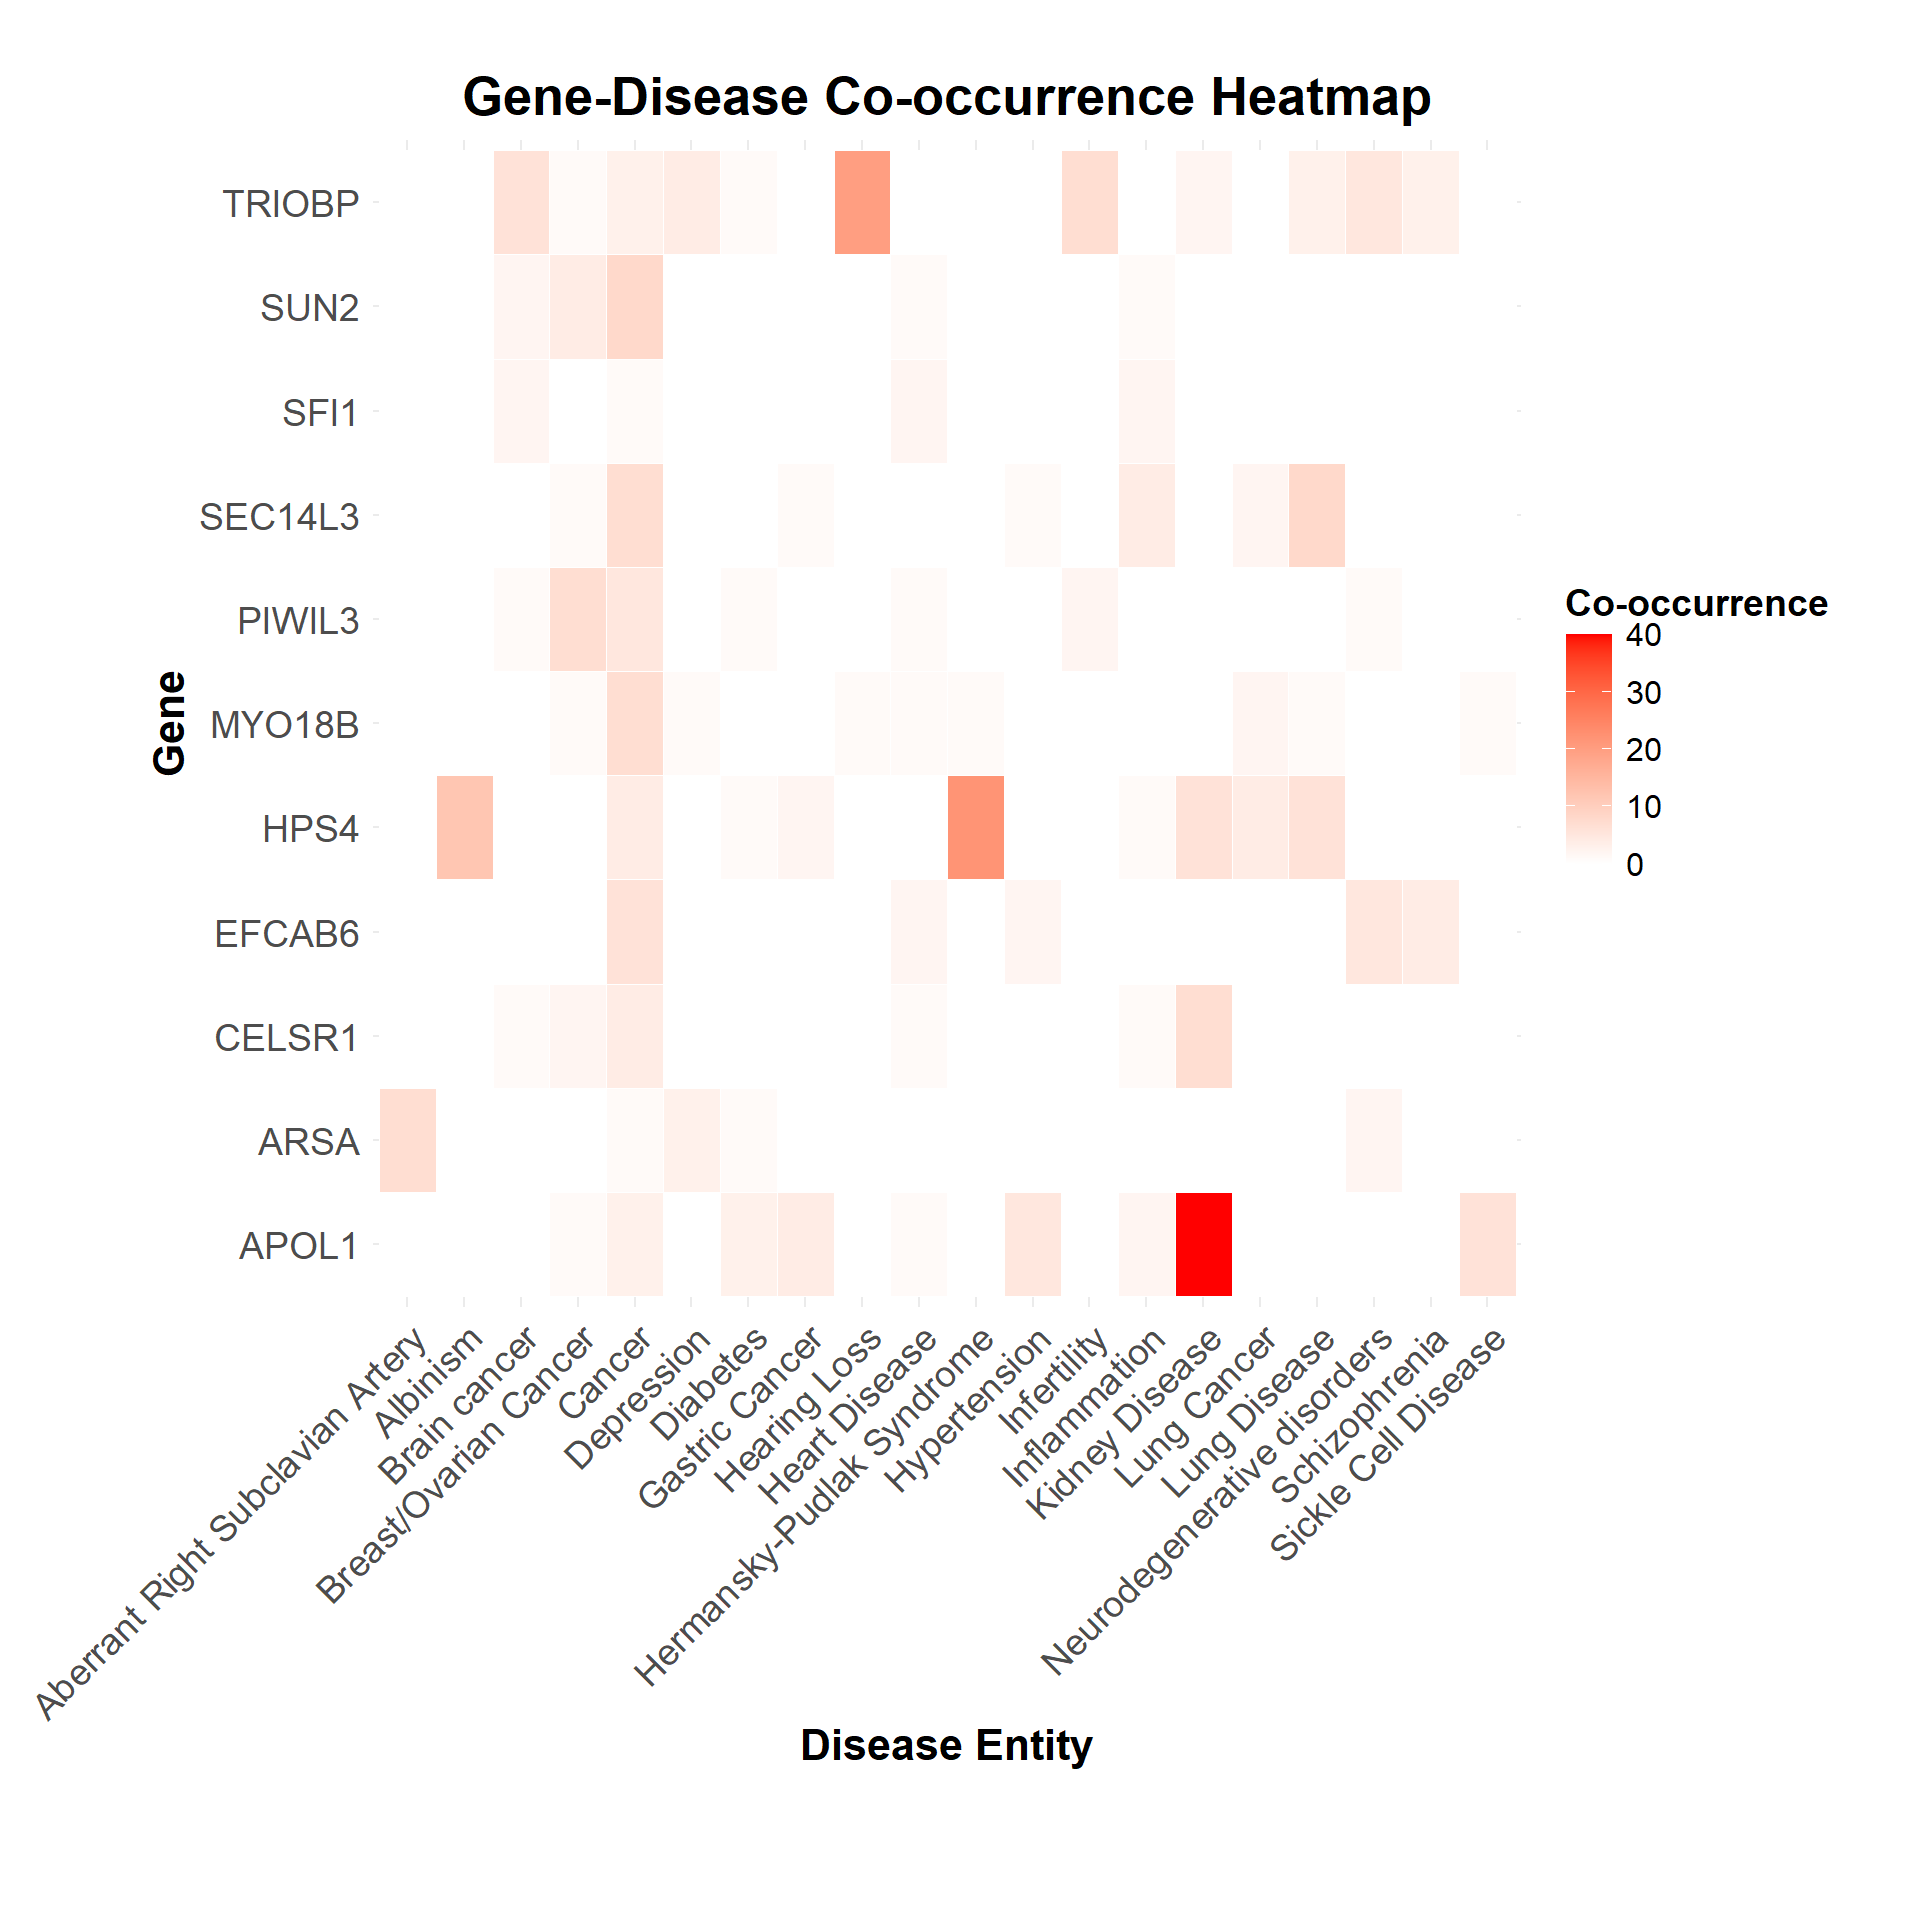 Gene-Disease Co-occurrence Heatmap
TRIOBP
SUN2
SFI1
SEC14L3
PIWIL3
MYO18B
HPS4
EFCAB6
CELSR1
ARSA
APOL1
Gene
Co-occurrence
40
30
20
10
0
Aberrant Right Subclavian Artery
Albinism
Brain cancer
Breast/Ovarian Cancer
Cancer
Depression
Diabetes
Gastric Cancer
Hearing Loss
Heart Disease
Hermansky-Pudlak Syndrome
Hypertension
Infertility
Inflammation
Kidney Disease
Lung Cancer
Lung Disease
Neurodegenerative disorders
Schizophrenia
Sickle Cell Disease
Disease Entity